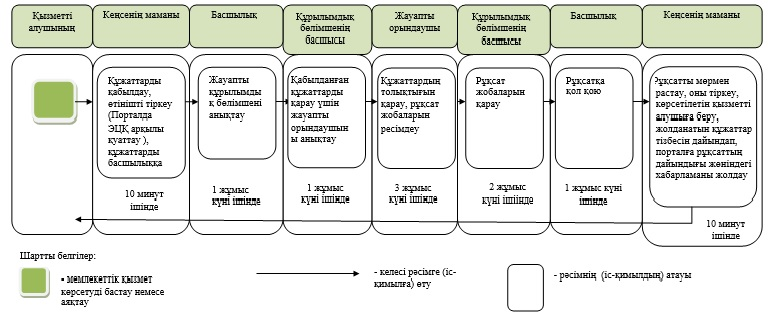 Қызметті
алушының
Кеңсенің маманы
Басшылық
Құрылымдық
бөлімшенің
басшысы
Жауапты
орындаушы
Құрылымдық
бөлімшенің
басшысы
Басшылық
Кеңсенің маманы
Құжаттарды
қабылдау,
өтінішті тіркеу
(Порталда
ЭЦҚ арқылы
қуаттау ),
құжаттарды
басшылыққа
10 минут
ішінде
Жауапты
құрылымды
қ бөлімшені
анықтау
1 жұмыс
күні ішінде
Қабылданған
құжаттарды
қарау үшін
жауапты
орындаушын
ы анықтау
1 жұмыс
күні ішінде
Құжаттардың
толықтығын
қарау, рұқсат
жобаларын
ресімдеу
3 жұмыс
күні ішінде
Рұқсат
жобаларын
қарау
2 жұмыс
күні ішінде
Рұқсатқа
қол қою
1 жұмыс күні
ішінде
Рұқсатты мөрмен
растау, оны тіркеу,
көрсетілетін қызметті
алушыға беру,
жолданатын құжаттар
тізбесін дайындап,
порталға рұқсаттың
дайындығы жөніндегі
хабарламаны жолдау
10 минут
ішінде
Шартты белгілер:
- мемлекеттік қызмет
көрсетуді бастау немесе
аяқтау
- келесі рәсімге (іс-
қимылға) өту
- рәсімнің (іс-қимылдың) атауы